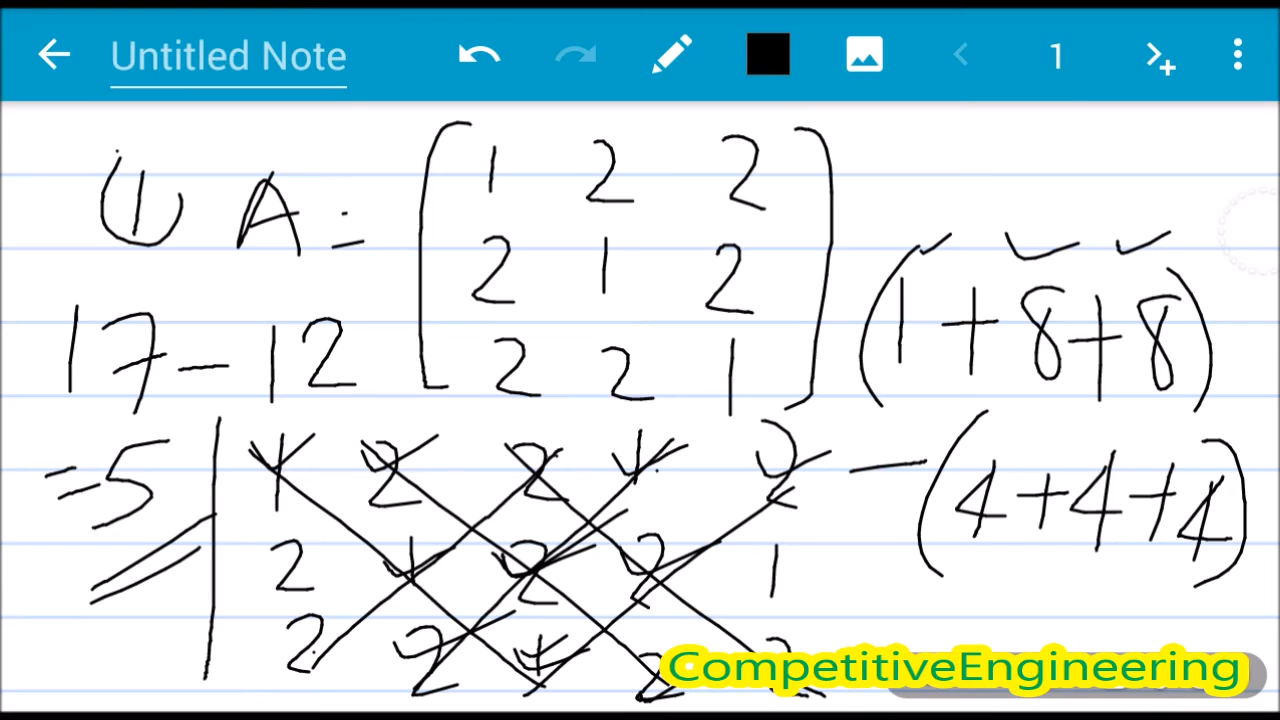 Untitled Note 1
① A = [1 2 2
2 1 2
2 2 1]
(1+8+8)
-(4+4+4)
17-12
=5
| 1 2 2 1 2
2 1 2 2 1
2 2 1 2 2
CompetitiveEngineering